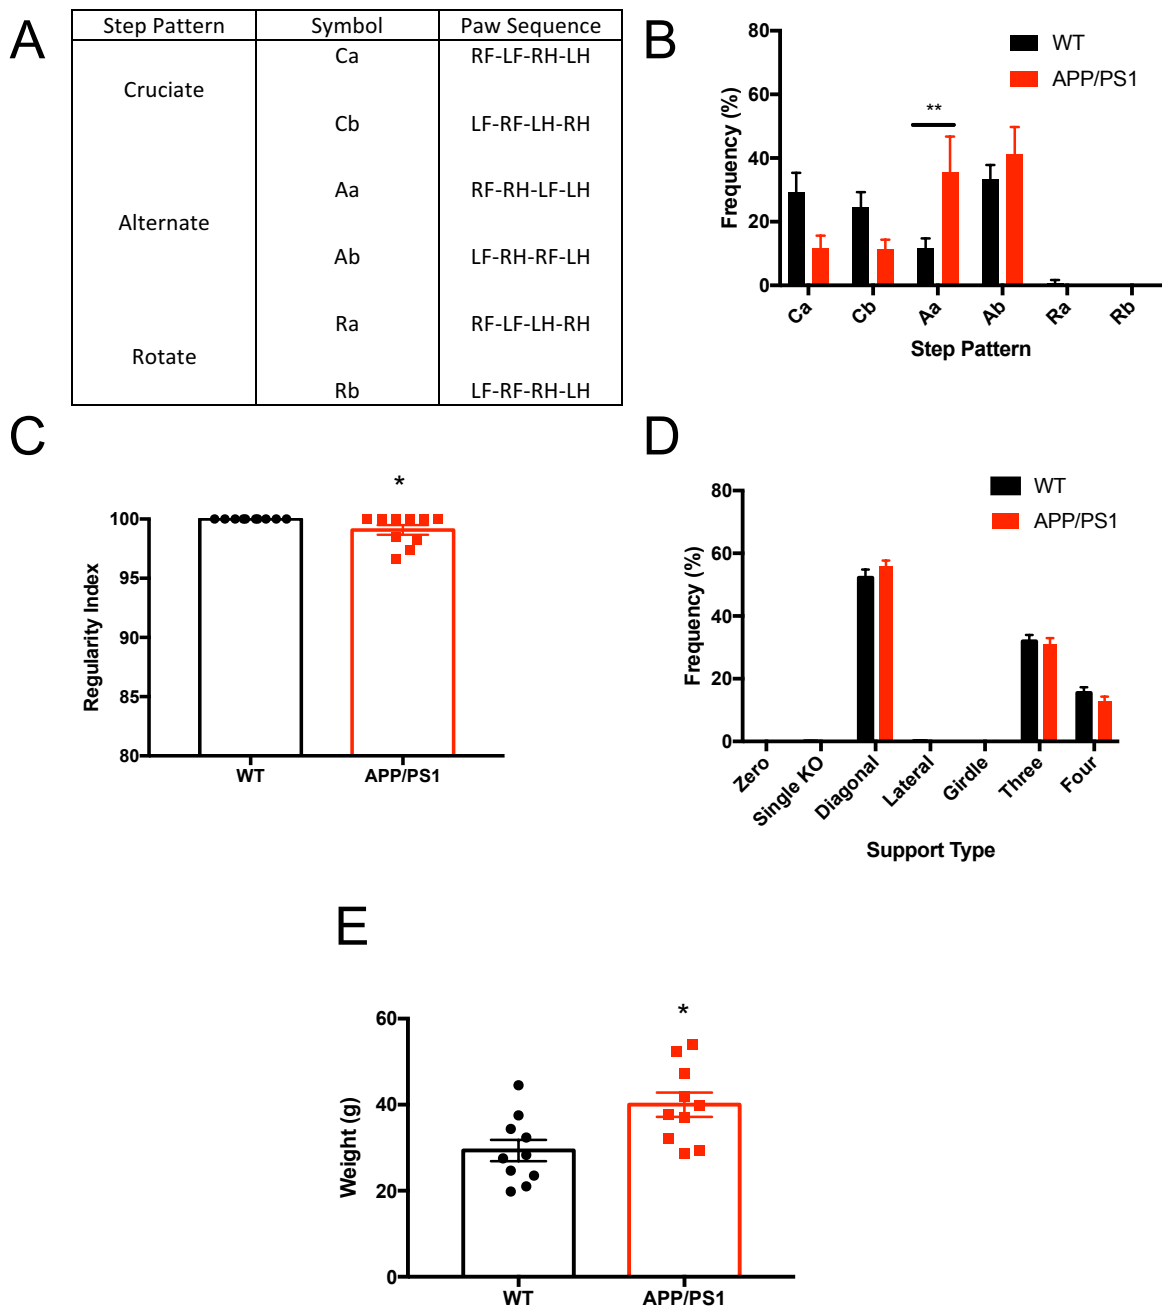 A
Step Pattern Symbol Paw Sequence
Cruciate
Ca RF-LF-RH-LH
Cb LF-RF-LH-RH
Alternate
Aa RF-RH-LF-LH
Ab LF-RH-RF-LH
Rotate
Ra RF-LF-LH-RH
Rb LF-RF-RH-LH
B
WT
APP/PS1
**
Frequency (%)
80
60
40
20
0
Ca Cb Aa Ab Ra Rb
Step Pattern
C
*
Regularity Index
100
95
90
85
80
WT APP/PS1
D
WT
APP/PS1
Frequency (%)
80
60
40
20
0
Zero Single KO Diagonal Lateral Girdle Three Four
Support Type
E
*
Weight (g)
60
40
20
0
WT APP/PS1